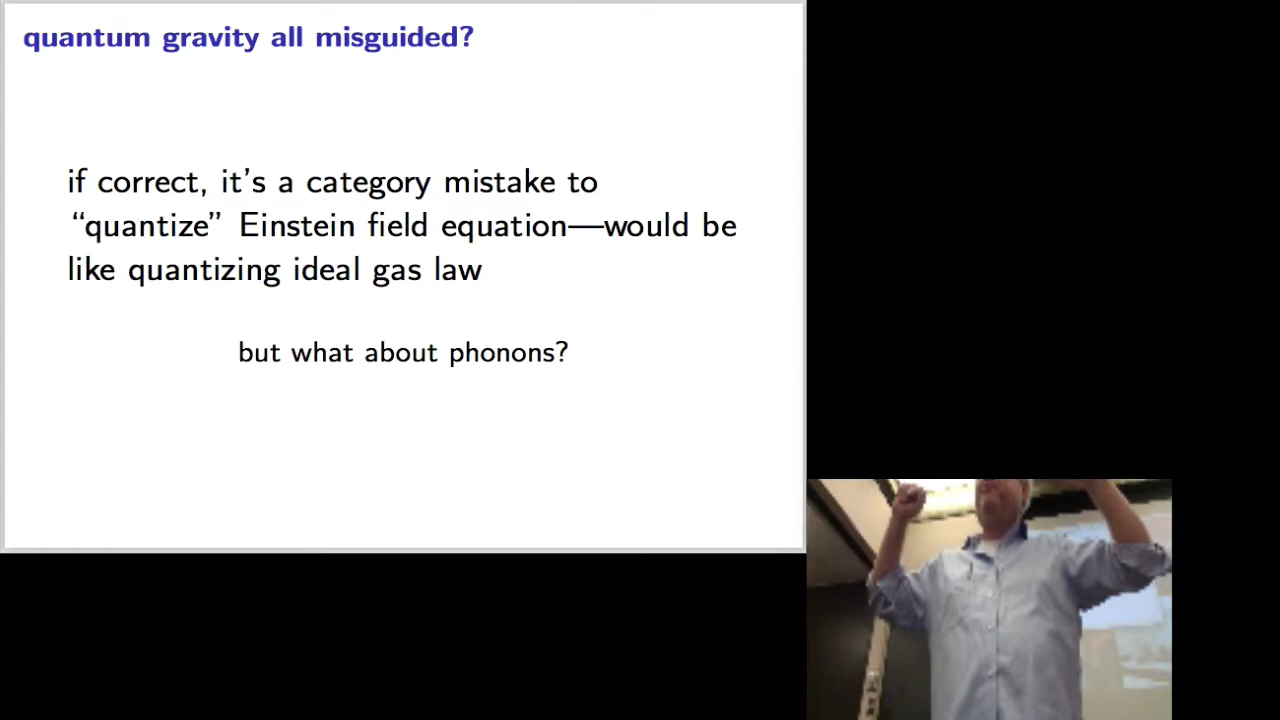 quantum gravity all misguided?
if correct, it's a category mistake to
“quantize” Einstein field equation—would be
like quantizing ideal gas law
but what about phonons?